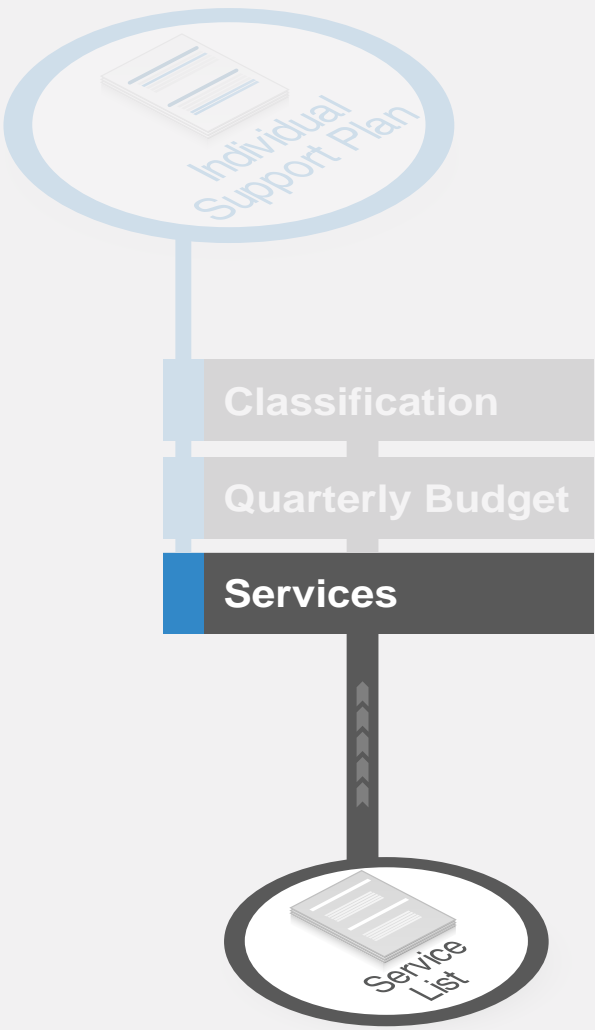 Individual
Support Plan
Classification
Quarterly Budget
Services
Service
List